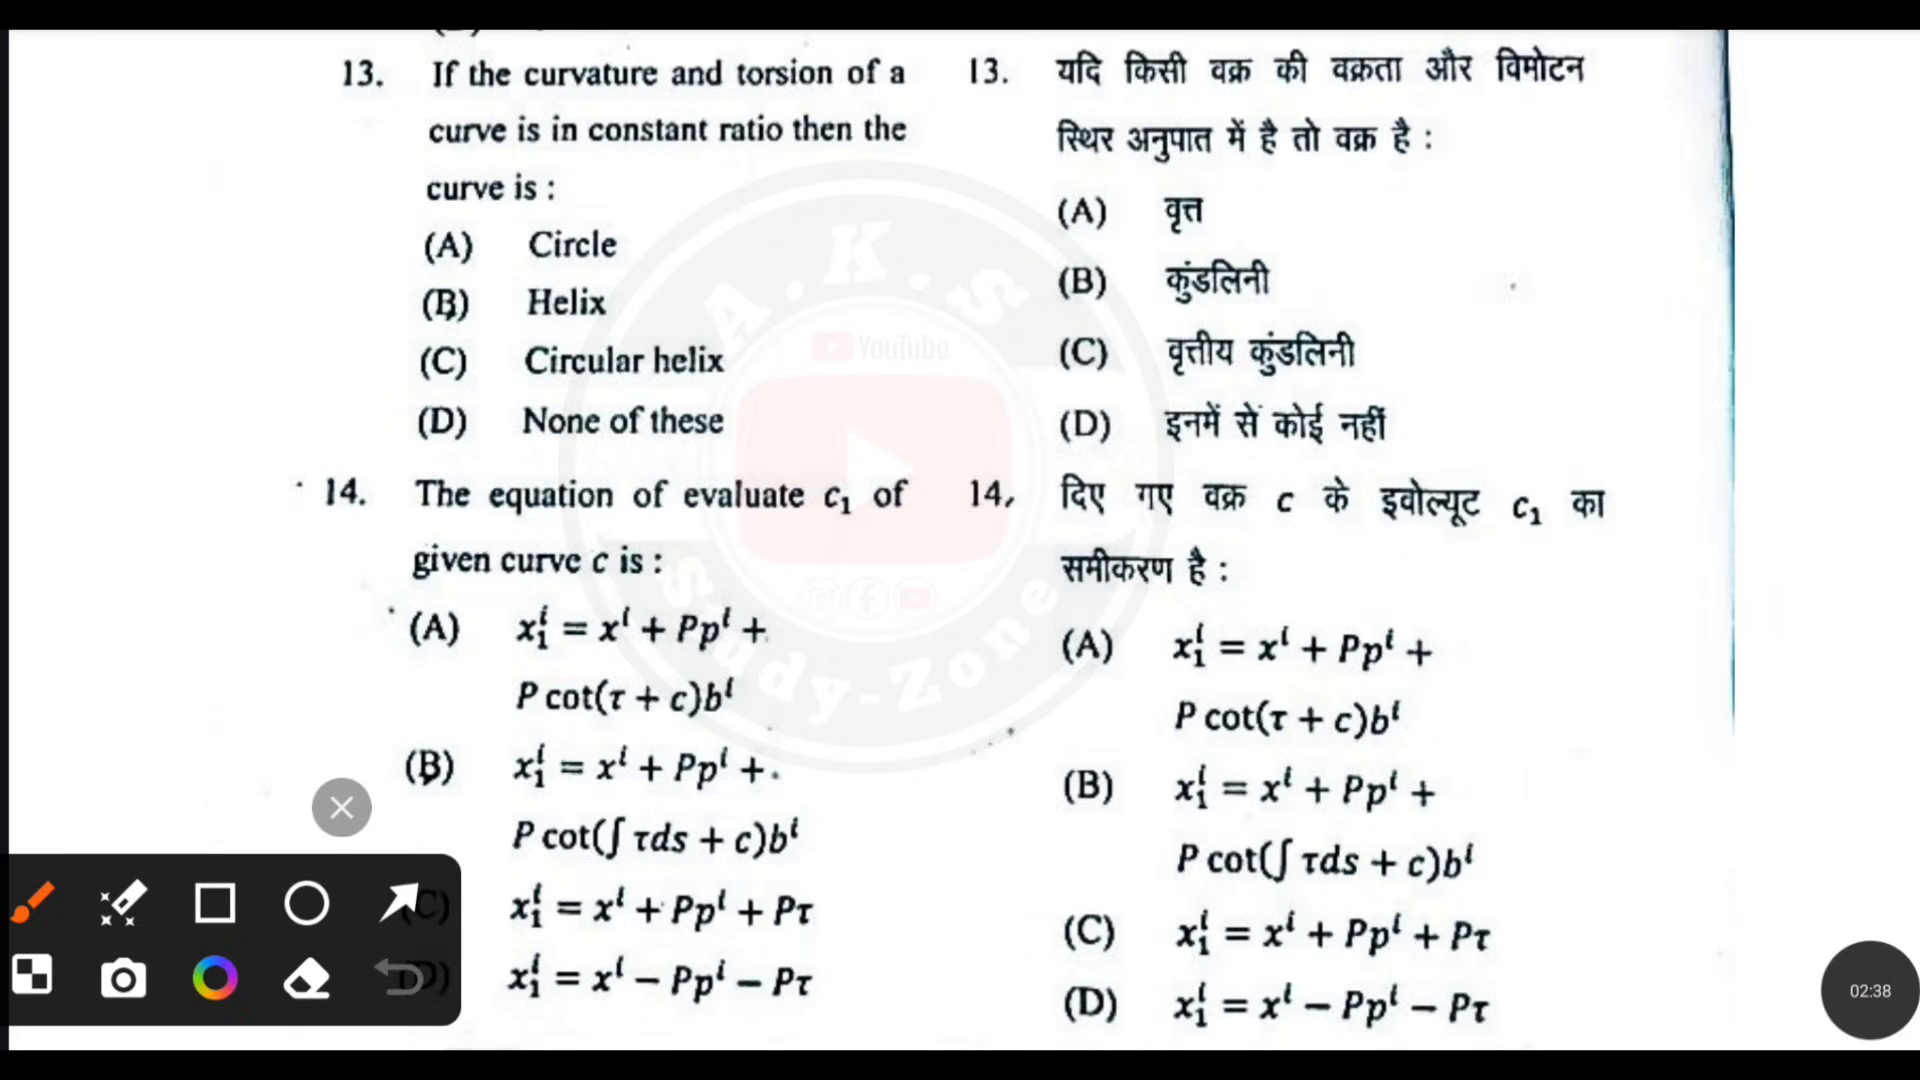 13. If the curvature and torsion of a
curve is in constant ratio then the
curve is :
(A) Circle
(B) Helix
(C) Circular helix
(D) None of these
14. The equation of evaluate c₁ of
given curve c is :
(A) x₁ⁱ = xⁱ + Ppⁱ +
P cot(τ + c)bⁱ
(B) x₁ⁱ = xⁱ + Ppⁱ +
P cot(∫ τds + c)bⁱ
(C) x₁ⁱ = xⁱ + Ppⁱ + Pτ
(D) x₁ⁱ = xⁱ − Ppⁱ − Pτ
13. यदि किसी वक्र की वक्रता और विमोटन
स्थिर अनुपात में है तो वक्र है :
(A) वृत्त
(B) कुंडलिनी
(C) वृत्तीय कुंडलिनी
(D) इनमें से कोई नहीं
14. दिए गए वक्र c के इवोल्यूट c₁ का
समीकरण है :
(A) x₁ⁱ = xⁱ + Ppⁱ +
P cot(τ + c)bⁱ
(B) x₁ⁱ = xⁱ + Ppⁱ +
P cot(∫ τds + c)bⁱ
(C) x₁ⁱ = xⁱ + Ppⁱ + Pτ
(D) x₁ⁱ = xⁱ − Ppⁱ − Pτ
A.K.S
YouTube
Study-Zone
02:38